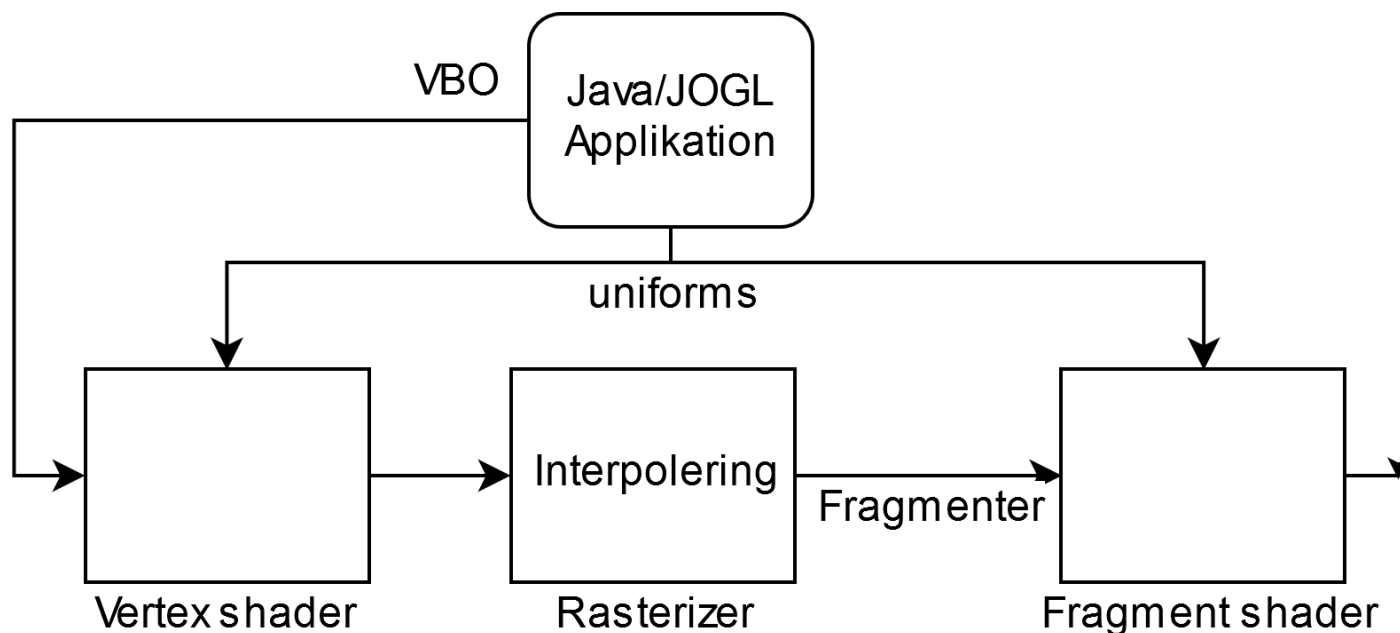 VBO
Java/JOGL
Applikation
uniforms
Interpolering
Fragmenter
Vertex shader
Rasterizer
Fragment shader